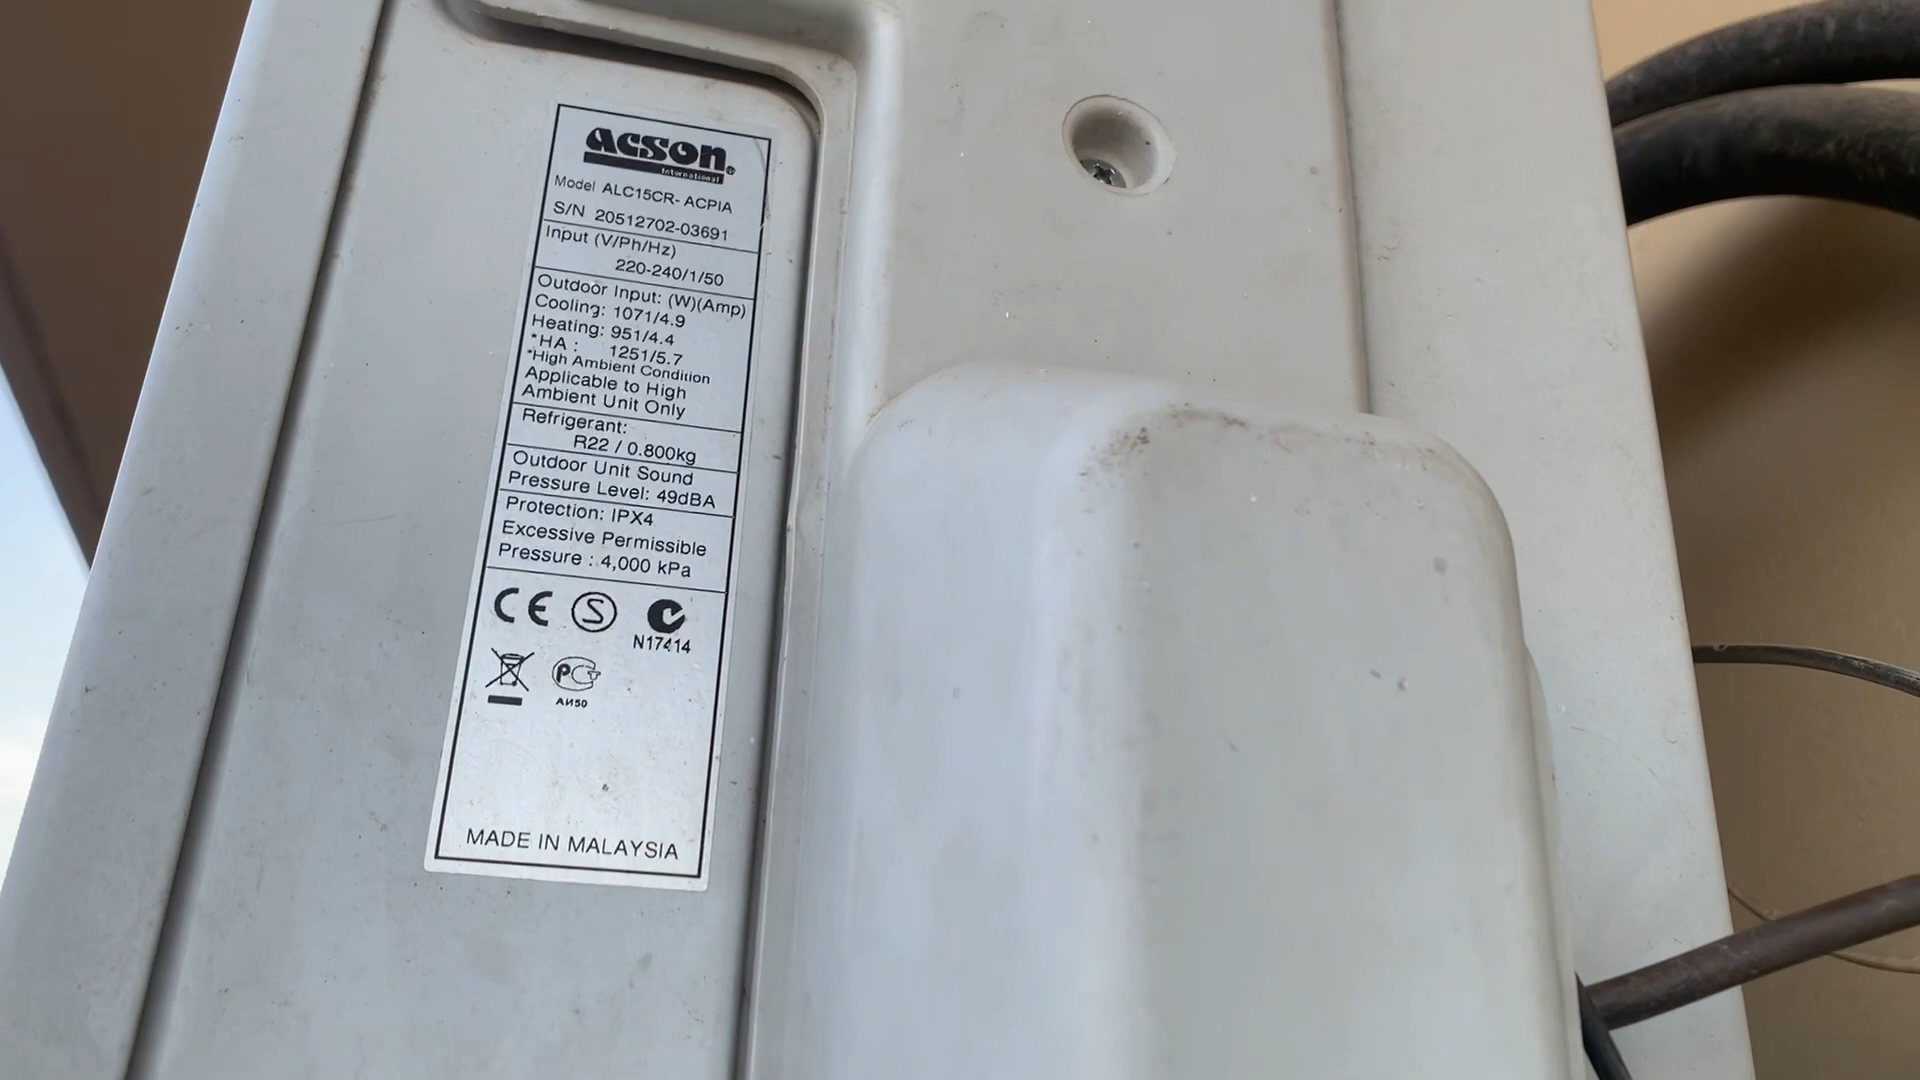 ACSON®
International
Model ALC15CR- ACPIA
S/N 20512702-03691
Input (V/Ph/Hz)
220-240/1/50
Outdoor Input: (W)(Amp)
Cooling: 1071/4.9
Heating: 951/4.4
*HA : 1251/5.7
*High Ambient Condition
Applicable to High
Ambient Unit Only
Refrigerant:
R22 / 0.800kg
Outdoor Unit Sound
Pressure Level: 49dBA
Protection: IPX4
Excessive Permissible
Pressure : 4,000 kPa
CE S
N17414
PCT
АИ50
MADE IN MALAYSIA